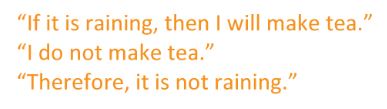 “If it is raining, then I will make tea.”
“I do not make tea.”
“Therefore, it is not raining.”